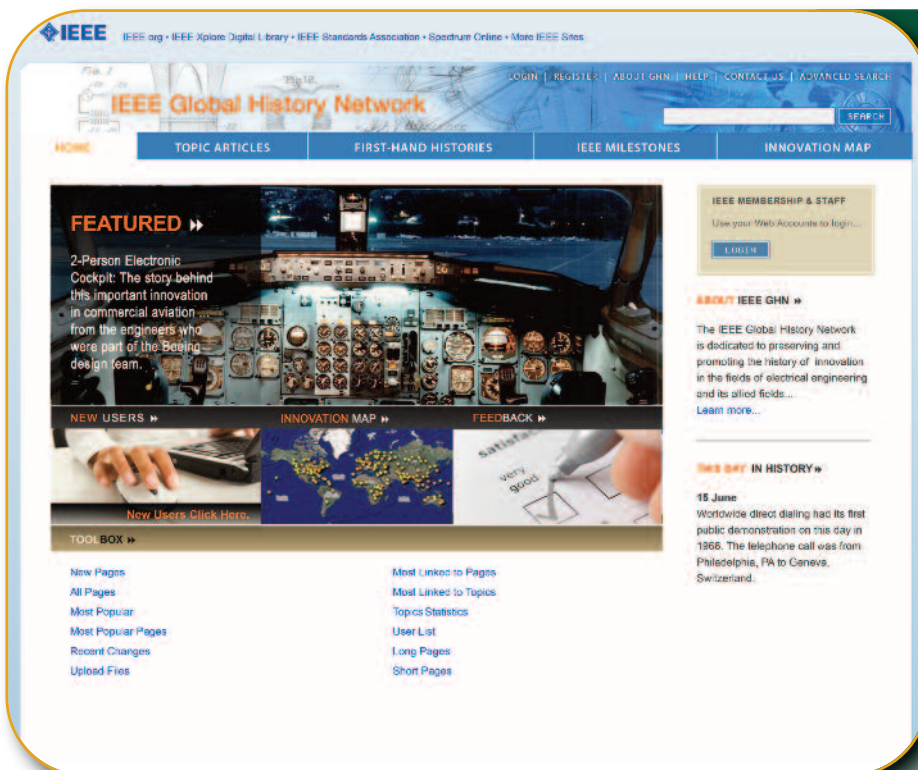 IEEE
IEEE.org • IEEE Xplore Digital Library • IEEE Standards Association • Spectrum Online • More IEEE Sites
Fig. 1
Fig. 12.
LOGIN | REGISTER | ABOUT GHN | HELP | CONTACT US | ADVANCED SEARCH
IEEE Global History Network
SEARCH
HOME
TOPIC ARTICLES
FIRST-HAND HISTORIES
IEEE MILESTONES
INNOVATION MAP
FEATURED
2-Person Electronic
Cockpit: The story behind
this important innovation
in commercial aviation ...
from the engineers who
were part of the Boeing
design team.
NEW USERS
INNOVATION MAP
FEEDBACK
satisfac
very
good
New Users Click Here.
TOOLBOX
New Pages
All Pages
Most Popular
Most Popular Pages
Recent Changes
Upload Files
Most Linked to Pages
Most Linked to Topics
Topics Statistics
User List
Long Pages
Short Pages
IEEE MEMBERSHIP & STAFF
Use your Web Accounts to login...
LOGIN
ABOUT IEEE GHN
The IEEE Global History Network
is dedicated to preserving and
promoting the history of innovation
in the fields of electrical engineering
and its allied fields...
Learn more...
THIS DAY IN HISTORY
15 June
Worldwide direct dialing had its first
public demonstration on this day in
1966. The telephone call was from
Philadelphia, PA to Geneva,
Switzerland.